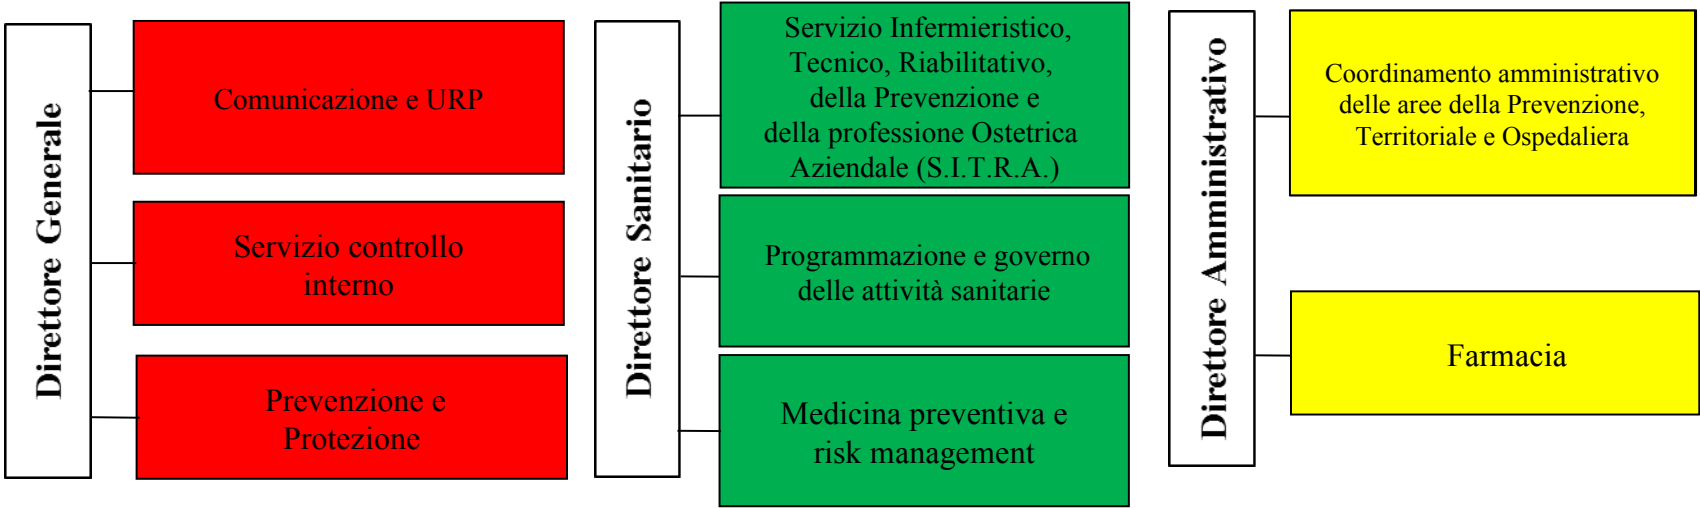 Direttore Generale
Comunicazione e URP
Servizio controllo
interno
Prevenzione e
Protezione
Direttore Sanitario
Servizio Infermieristico,
Tecnico, Riabilitativo,
della Prevenzione e
della professione Ostetrica
Aziendale (S.I.T.R.A.)
Programmazione e governo
delle attività sanitarie
Medicina preventiva e
risk management
Direttore Amministrativo
Coordinamento amministrativo
delle aree della Prevenzione,
Territoriale e Ospedaliera
Farmacia